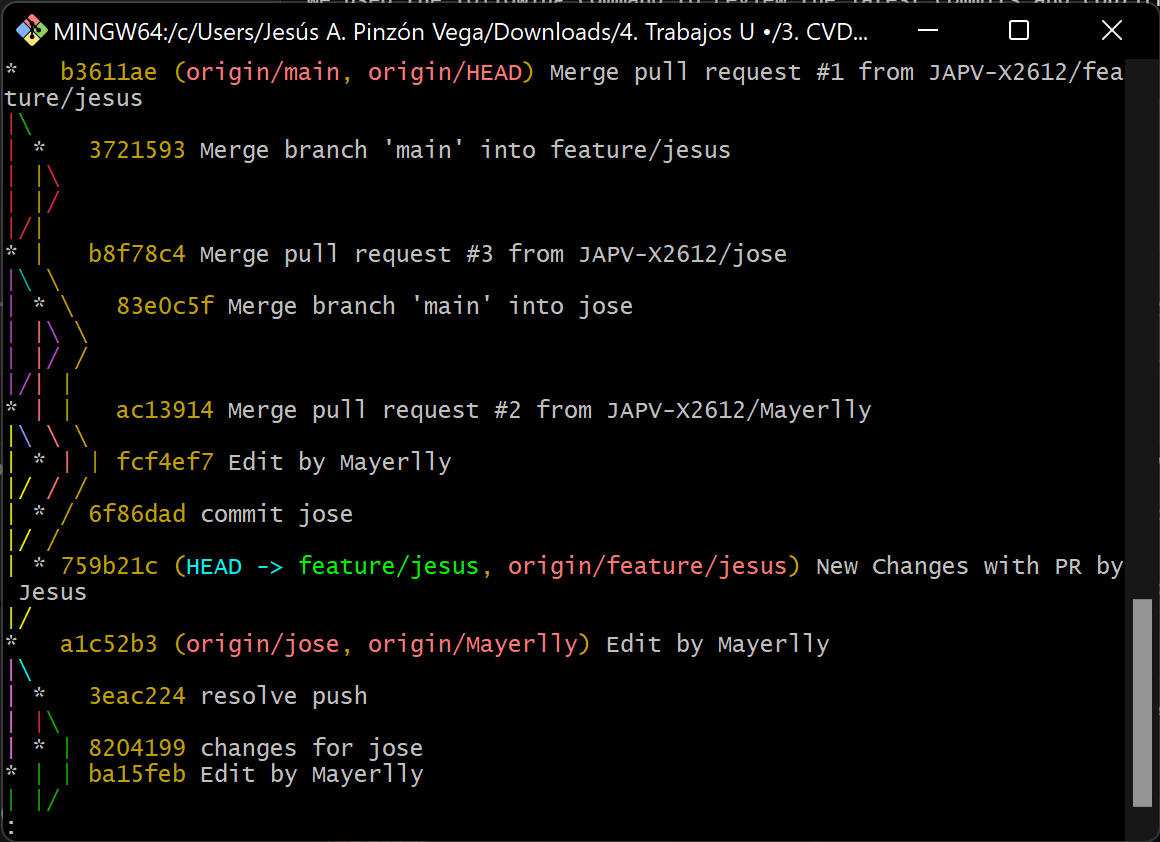 MINGW64:/c/Users/Jesús A. Pinzón Vega/Downloads/4. Trabajos U •/3. CVD...
*   b3611ae (origin/main, origin/HEAD) Merge pull request #1 from JAPV-X2612/fea
ture/jesus
|\
| *   3721593 Merge branch 'main' into feature/jesus
| |\
| |/
|/|
* |   b8f78c4 Merge pull request #3 from JAPV-X2612/jose
|\ \
| * \   83e0c5f Merge branch 'main' into jose
| |\ \
| |/ /
|/| |
* | |   ac13914 Merge pull request #2 from JAPV-X2612/Mayerlly
|\ \ \
| * | | fcf4ef7 Edit by Mayerlly
|/ / /
| * / 6f86dad commit jose
|/ /
| * 759b21c (HEAD -> feature/jesus, origin/feature/jesus) New Changes with PR by
 Jesus
|/
*   a1c52b3 (origin/jose, origin/Mayerlly) Edit by Mayerlly
|\
| *   3eac224 resolve push
| |\
| * | 8204199 changes for jose
* | | ba15feb Edit by Mayerlly
| |/
: